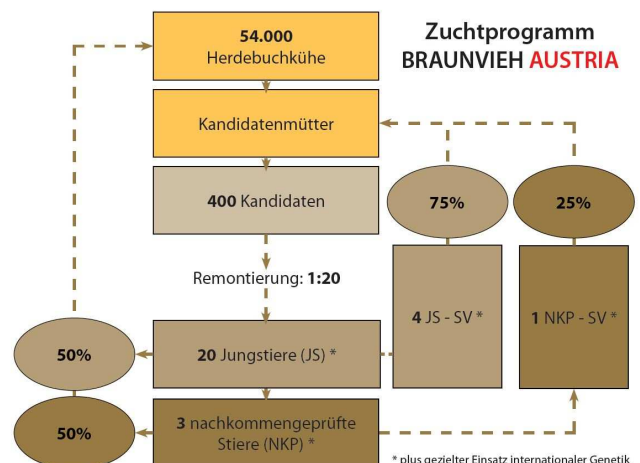 Zuchtprogramm
BRAUNVIEH AUSTRIA
54.000
Herdebuchkühe
Kandidatenmütter
400 Kandidaten
75%
25%
Remontierung: 1:20
4 JS - SV *
1 NKP - SV *
50%
20 Jungstiere (JS) *
50%
3 nachkommengeprüfte
Stiere (NKP) *
* plus gezielter Einsatz internationaler Genetik